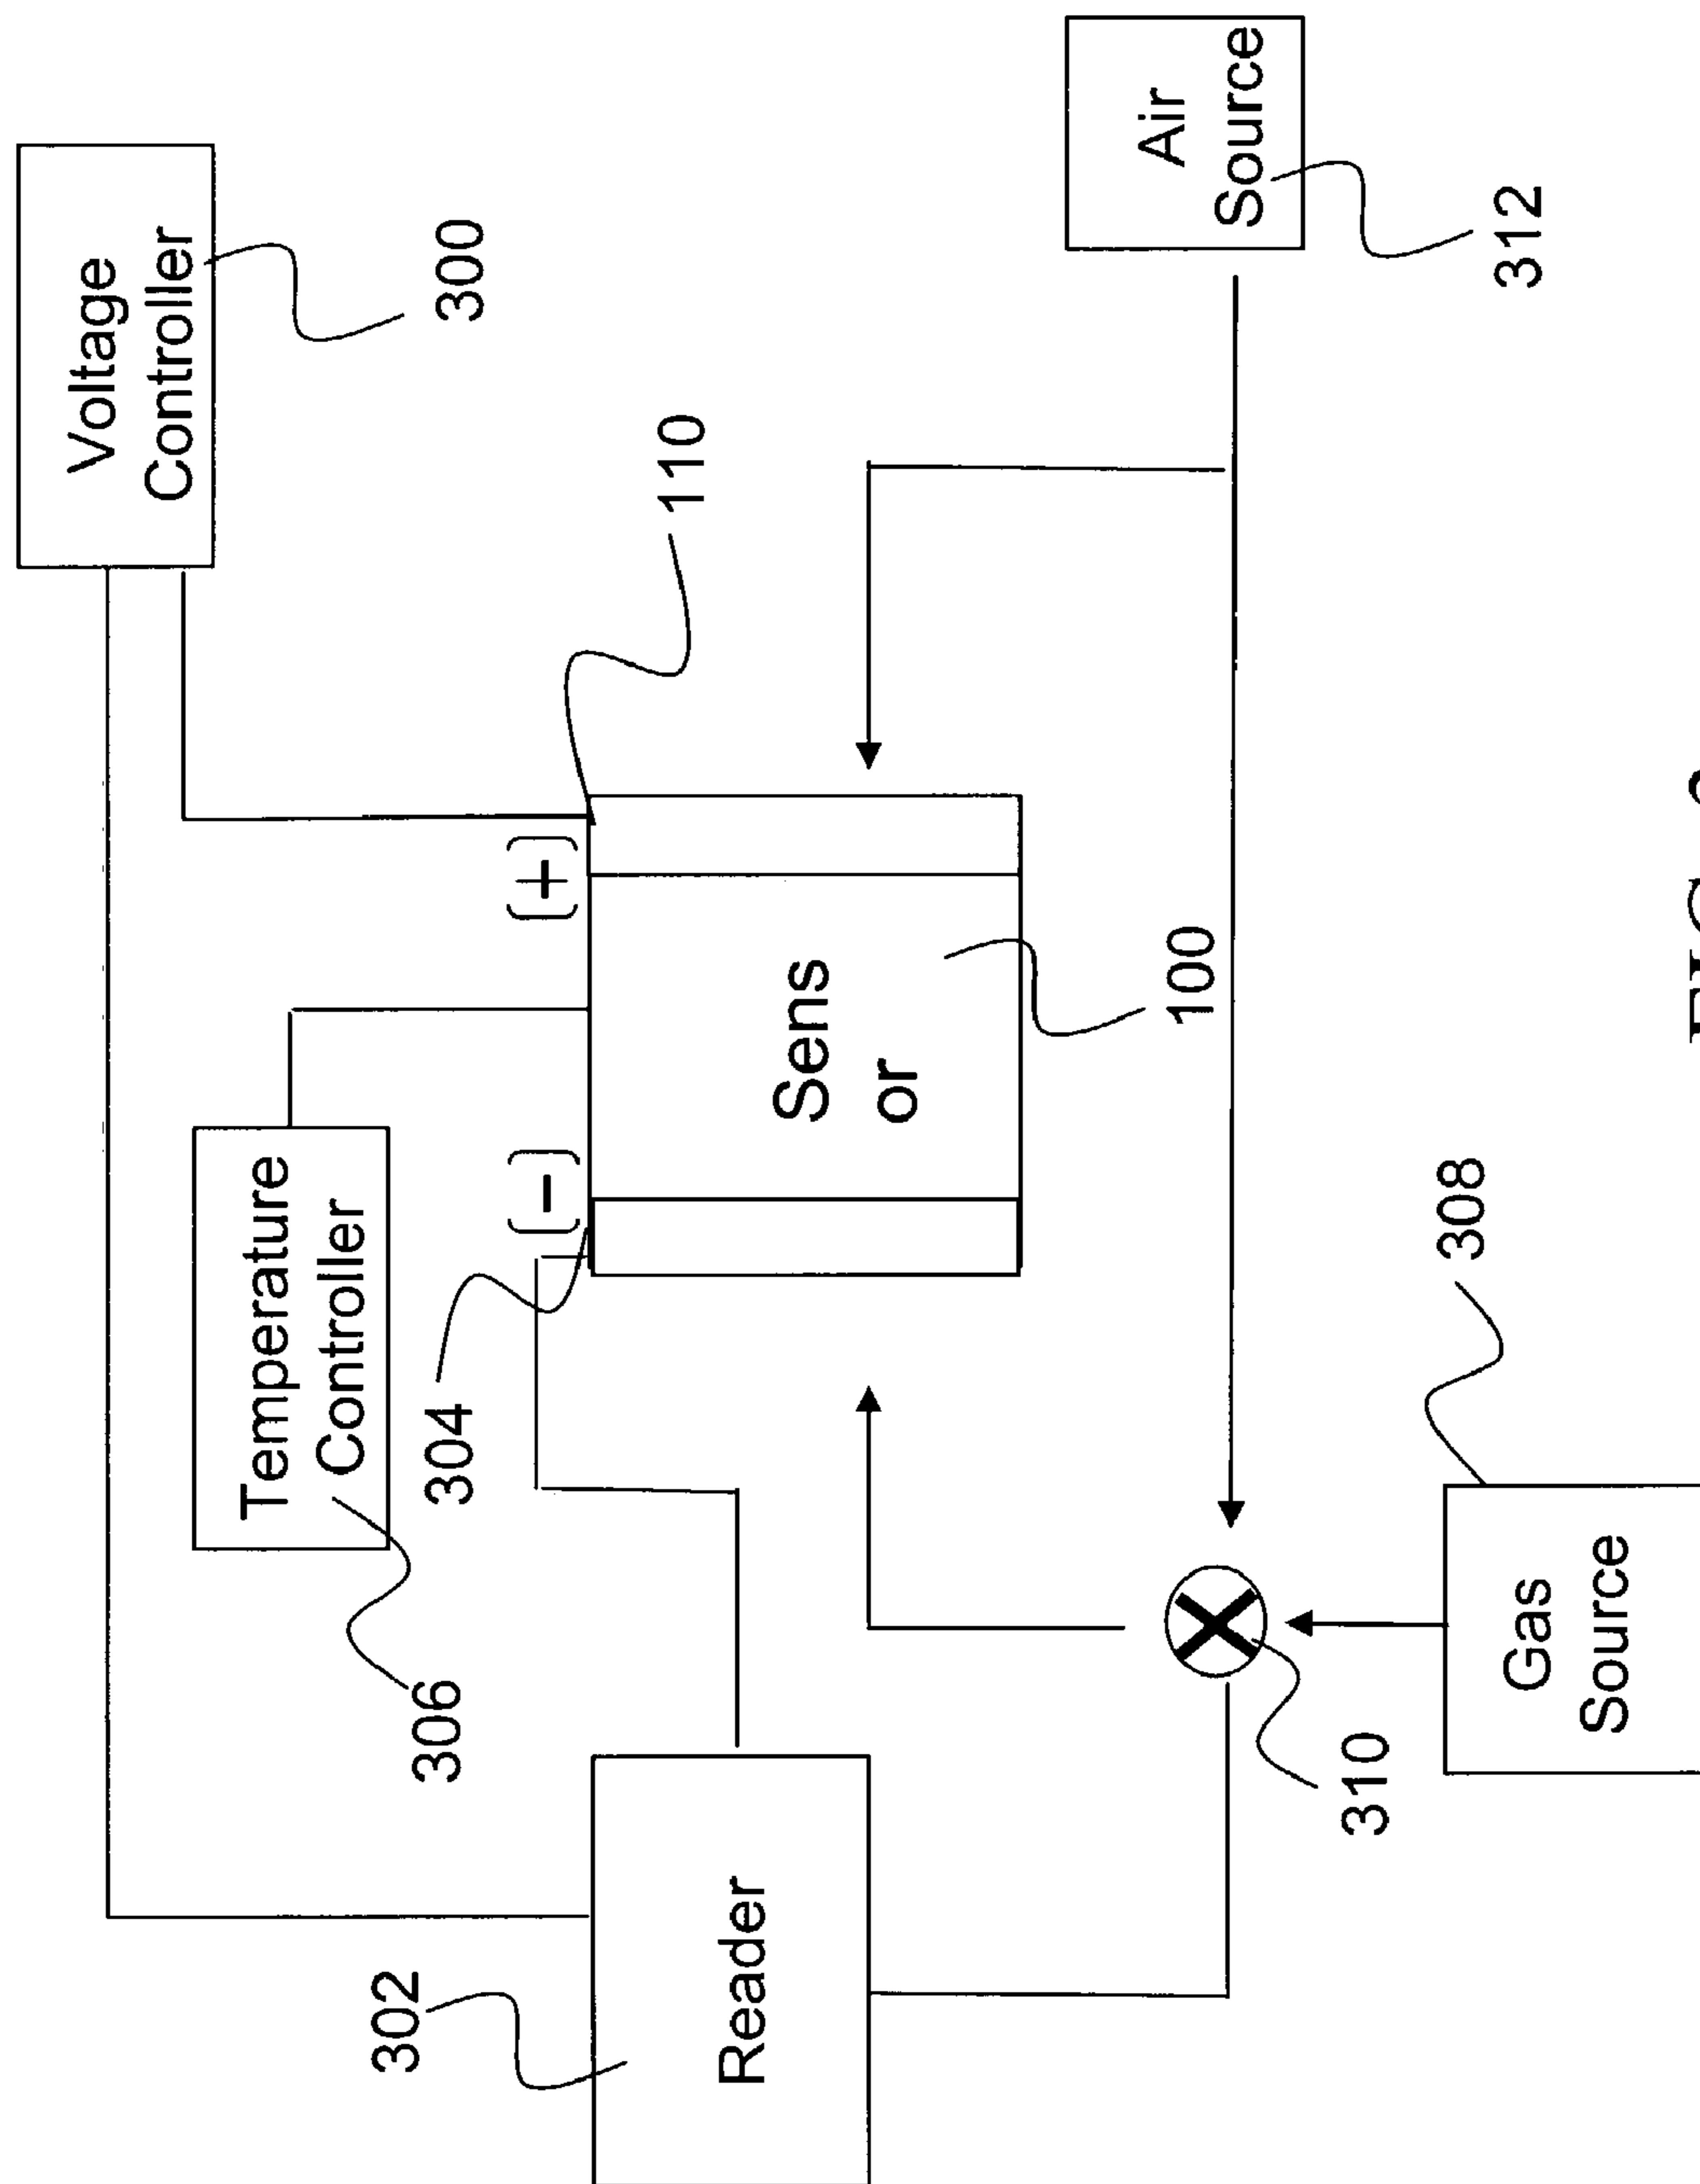 Voltage
Controller
Temperature
Controller
302
306
304
300
(-)
(+)
110
Reader
Sens
or
Air
Source
100
310
308
312
Gas
Source